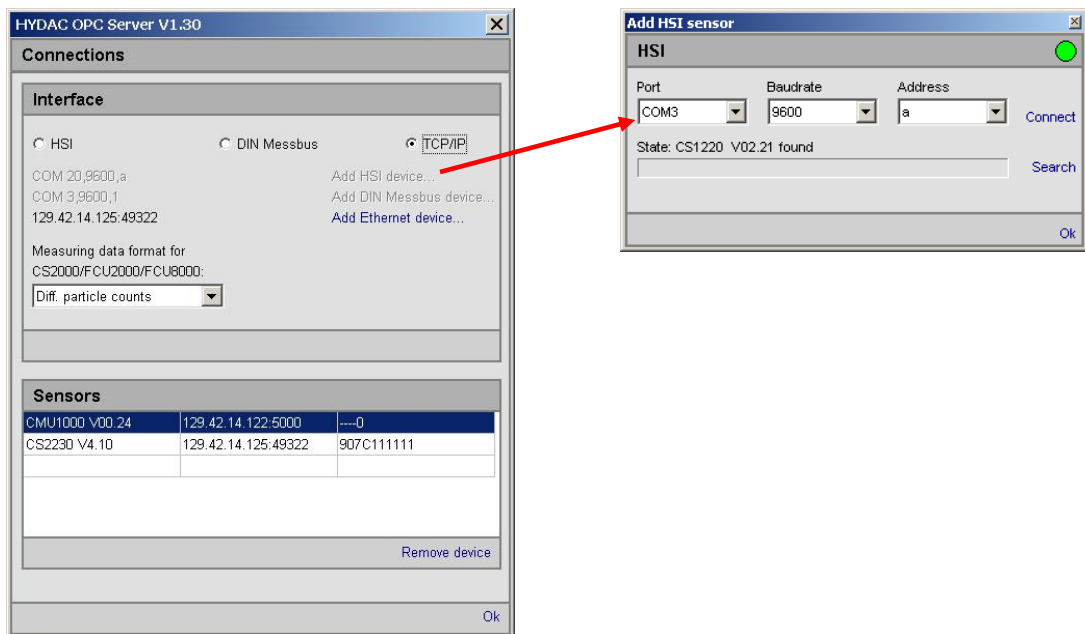 HYDAC OPC Server V1.30
Connections
Interface
HSI DIN Messbus TCP/IP
COM 20,9600,a Add HSI device...
COM 3,9600,1 Add DIN Messbus device...
129.42.14.125:49322 Add Ethernet device...
Measuring data format for
CS2000/FCU2000/FCU8000:
Diff. particle counts
Sensors
CMU1000 V00.24 129.42.14.122:5000 ----0
CS2230 V4.10 129.42.14.125:49322 907C111111
Remove device
Ok
Add HSI sensor
HSI
Port Baudrate Address
COM3 9600 a Connect
State: CS1220 V02.21 found
Search
Ok